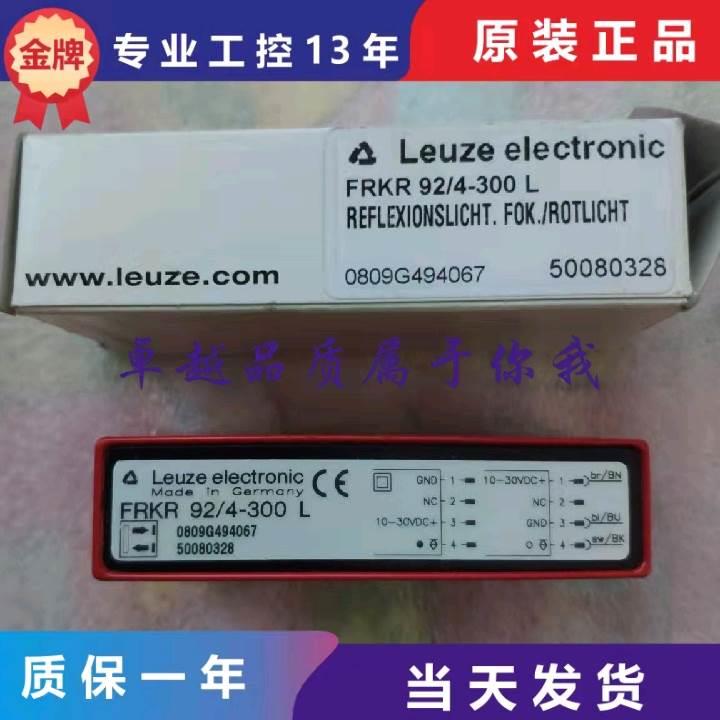 金牌
专业工控13年
原装正品
Leuze electronic
FRKR 92/4-300 L
REFLEXIONSLICHT. FOK./ROTLICHT
0809G494067
50080328
www.leuze.com
卓越品质属于你我
Leuze electronic
Made in Germany
CE
FRKR 92/4-300 L
0809G494067
50080328
GND 1
NC 2
10-30VDC+ 3
4
10-30VDC+ 1 br/BN
NC 2
GND 3 bl/BU
4 sw/BK
质保一年
当天发货